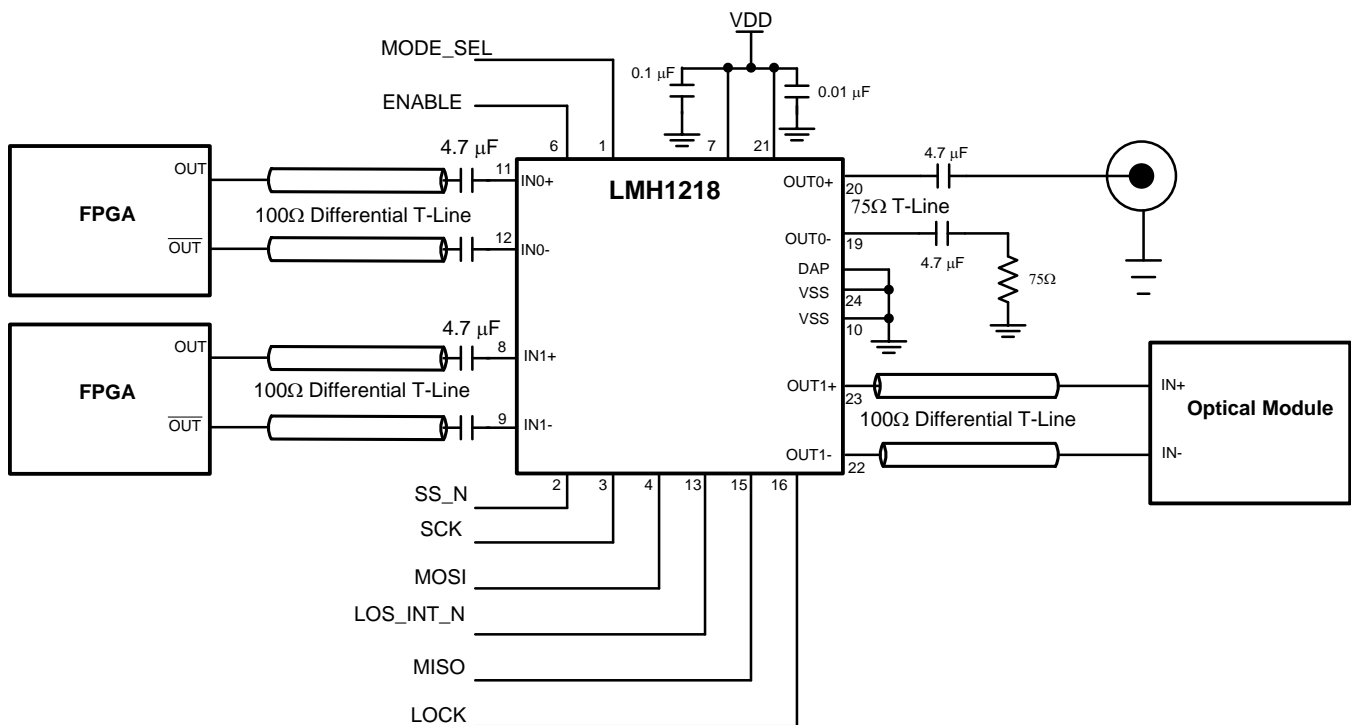 VDD
MODE_SEL
0.1 μF
0.01 μF
ENABLE
4.7 μF
6
1
7
21
4.7 μF
OUT
11
IN0+
LMH1218
OUT0+
20
FPGA
100Ω Differential T-Line
75Ω T-Line
OUT
12
IN0-
OUT0-
19
4.7 μF
DAP
75Ω
VSS
24
VSS
10
4.7 μF
OUT
8
IN1+
OUT1+
23
IN+
FPGA
100Ω Differential T-Line
100Ω Differential T-Line
Optical Module
OUT
9
IN1-
OUT1-
22
IN-
2
3
4
13
15
16
SS_N
SCK
MOSI
LOS_INT_N
MISO
LOCK